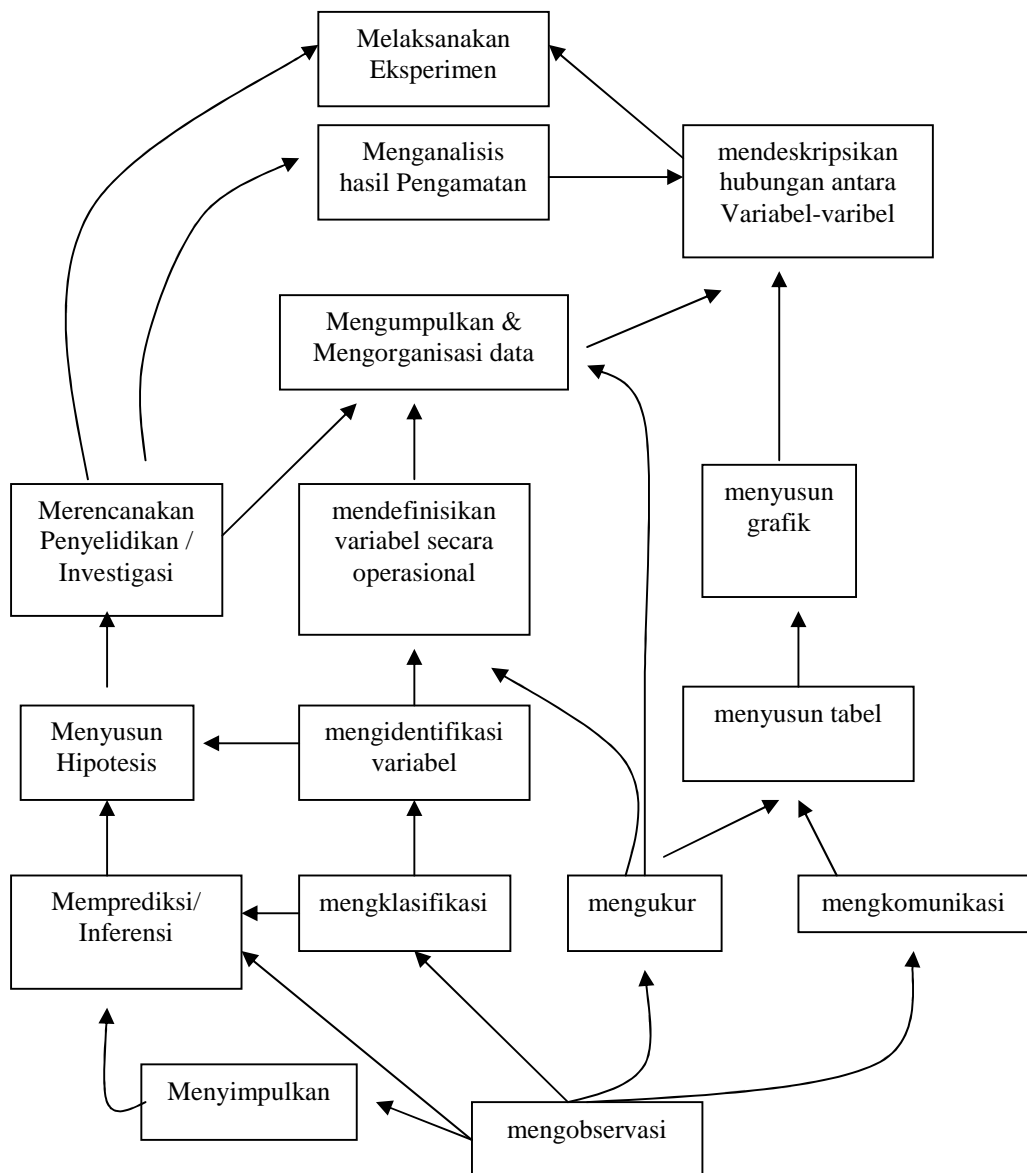 Melaksanakan
Eksperimen
Menganalisis
hasil Pengamatan
mendeskripsikan
hubungan antara
Variabel-varibel
Mengumpulkan &
Mengorganisasi data
Merencanakan
Penyelidikan /
Investigasi
mendefinisikan
variabel secara
operasional
menyusun
grafik
Menyusun
Hipotesis
mengidentifikasi
variabel
menyusun tabel
Memprediksi/
Inferensi
mengklasifikasi
mengukur
mengkomunikasi
Menyimpulkan
mengobservasi